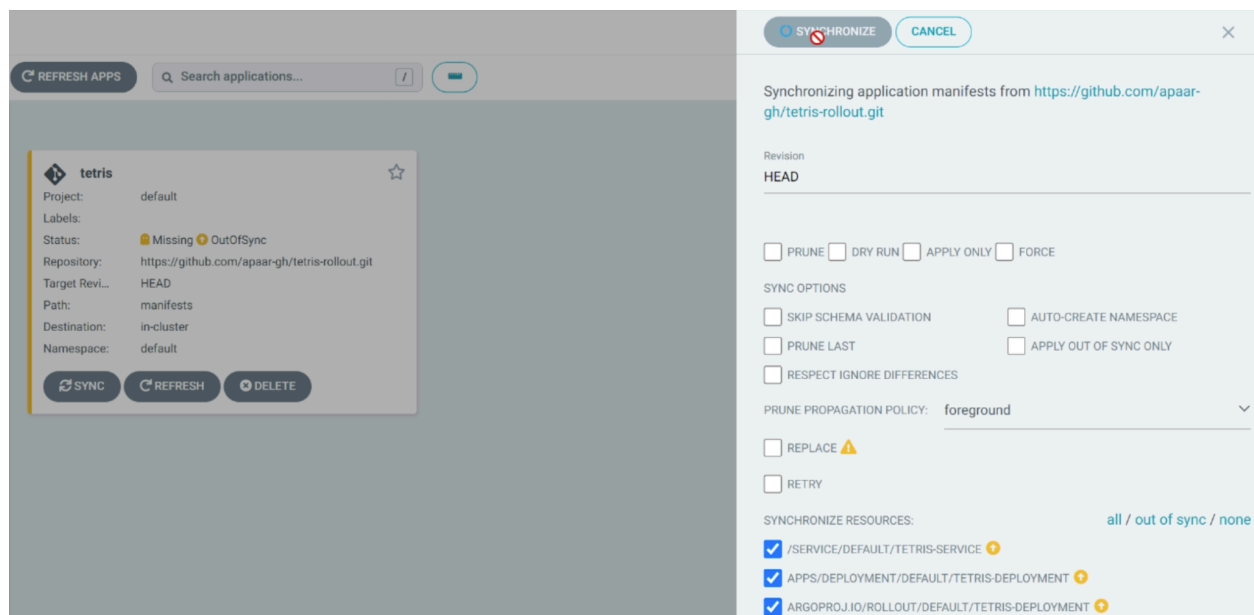 REFRESH APPS
Search applications...
/
tetris
Project: default
Labels:
Status: Missing OutOfSync
Repository: https://github.com/apaar-gh/tetris-rollout.git
Target Revi... HEAD
Path: manifests
Destination: in-cluster
Namespace: default
SYNC REFRESH DELETE
SYNCHRONIZE CANCEL
Synchronizing application manifests from https://github.com/apaar-
gh/tetris-rollout.git
Revision
HEAD
PRUNE DRY RUN APPLY ONLY FORCE
SYNC OPTIONS
SKIP SCHEMA VALIDATION AUTO-CREATE NAMESPACE
PRUNE LAST APPLY OUT OF SYNC ONLY
RESPECT IGNORE DIFFERENCES
PRUNE PROPAGATION POLICY: foreground
REPLACE
RETRY
SYNCHRONIZE RESOURCES: all / out of sync / none
/SERVICE/DEFAULT/TETRIS-SERVICE
APPS/DEPLOYMENT/DEFAULT/TETRIS-DEPLOYMENT
ARGOPROJ.IO/ROLLOUT/DEFAULT/TETRIS-DEPLOYMENT